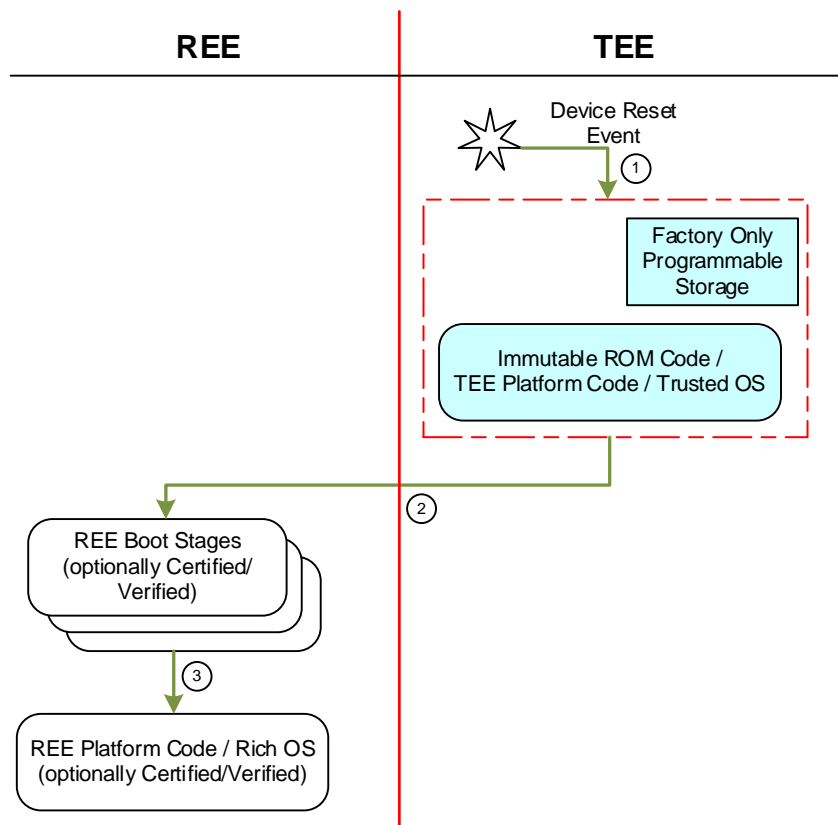 REE
TEE
Device Reset
Event
1
Factory Only
Programmable
Storage
Immutable ROM Code /
TEE Platform Code / Trusted OS
2
REE Boot Stages
(optionally Certified/
Verified)
3
REE Platform Code / Rich OS
(optionally Certified/Verified)